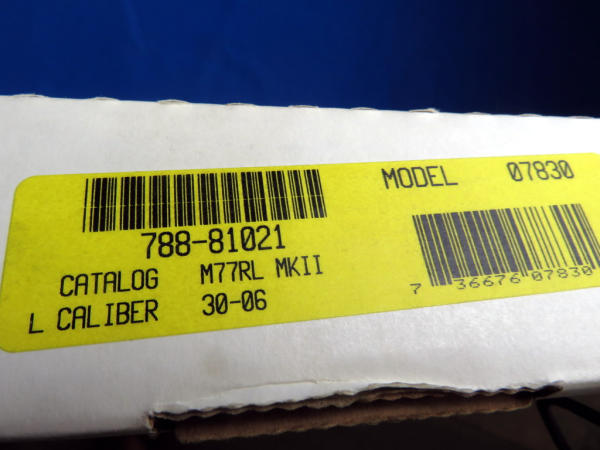 MODEL 07830
788-81021
CATALOG M77RL MKII
L CALIBER 30-06
7 36676 07830